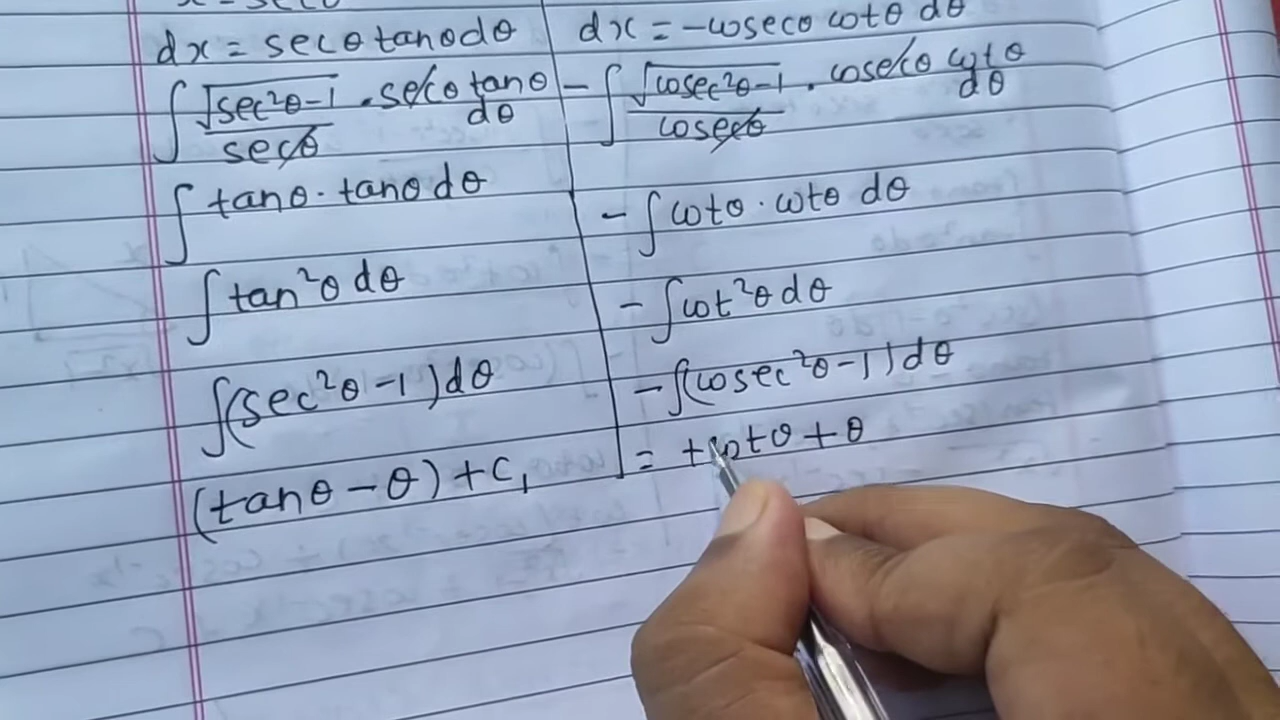 dx = secθ tanθ dθ
∫ √sec²θ-1 / secθ . secθ tanθ dθ
∫ tanθ · tanθ dθ
∫ tan²θ dθ
∫(sec²θ -1) dθ
(tanθ - θ) + C₁
dx = -cosecθ cotθ dθ
- ∫ √cosec²θ-1 / cosecθ . cosecθ cotθ dθ
- ∫ cotθ · cotθ dθ
- ∫ cot²θ dθ
- ∫(cosec²θ -1) dθ
= +cotθ + θ